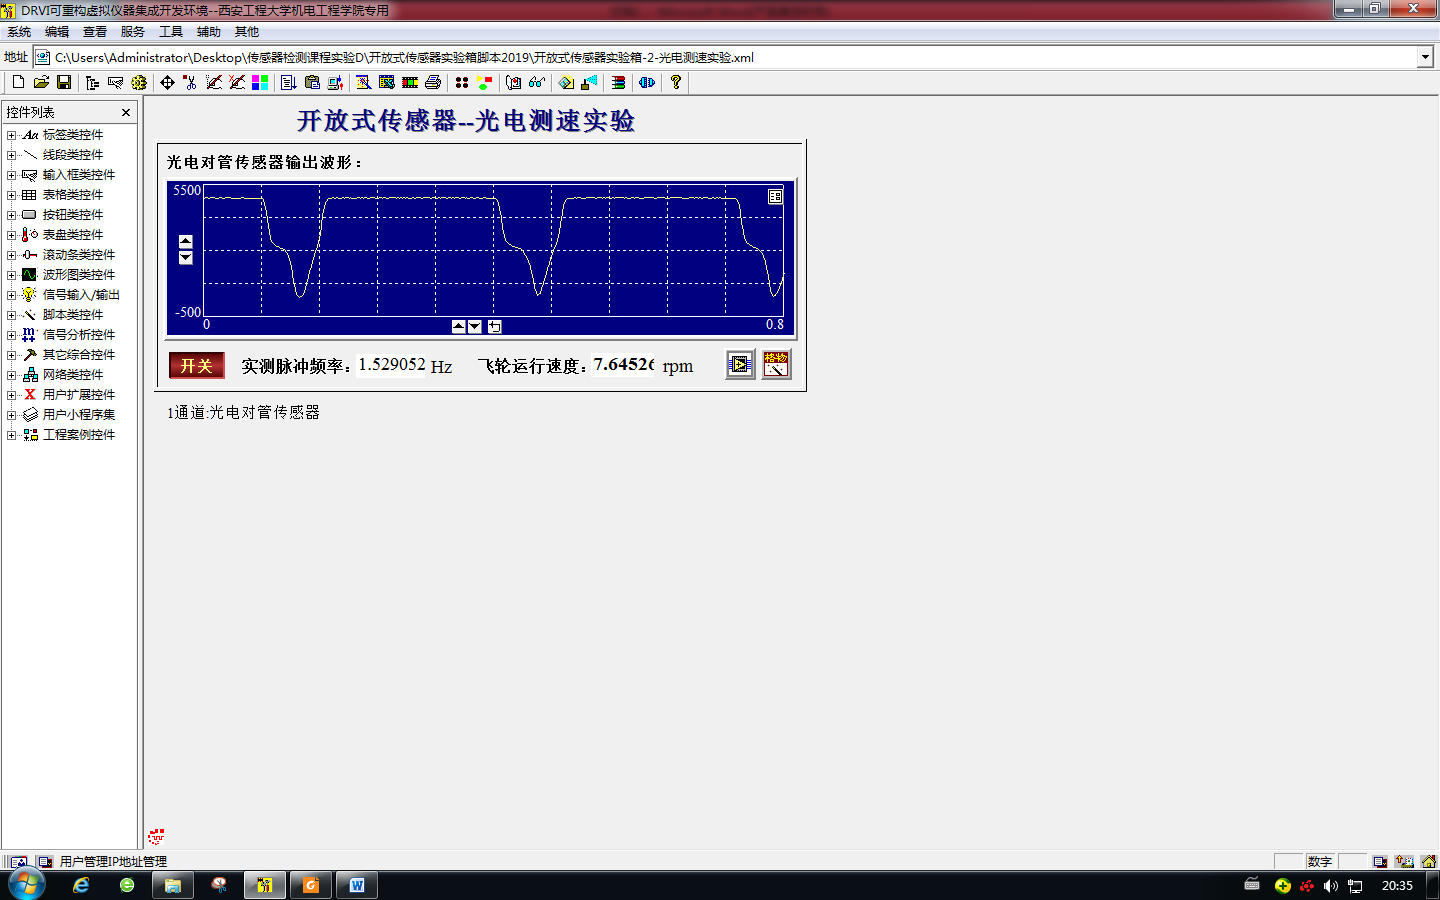 DRVI可重构虚拟仪器集成开发环境--西安工程大学机电工程学院专用
系统 编辑 查看 服务 工具 辅助 其他
地址 C:\Users\Administrator\Desktop\传感器检测课程实验D\开放式传感器实验箱脚本2019\开放式传感器实验箱-2-光电测速实验.xml
控件列表
标签类控件
线段类控件
输入框类控件
表格类控件
按钮类控件
表盘类控件
滚动条类控件
波形图类控件
信号输入/输出
脚本类控件
信号分析控件
其它综合控件
网络类控件
用户扩展控件
用户小程序集
工程案例控件
开放式传感器--光电测速实验
光电对管传感器输出波形：
5500
-500
0 0.8
开关 实测脉冲频率： 1.529052 Hz 飞轮运行速度： 7.64526 rpm
格物
1通道:光电对管传感器
用户管理IP地址管理 数字
20:35